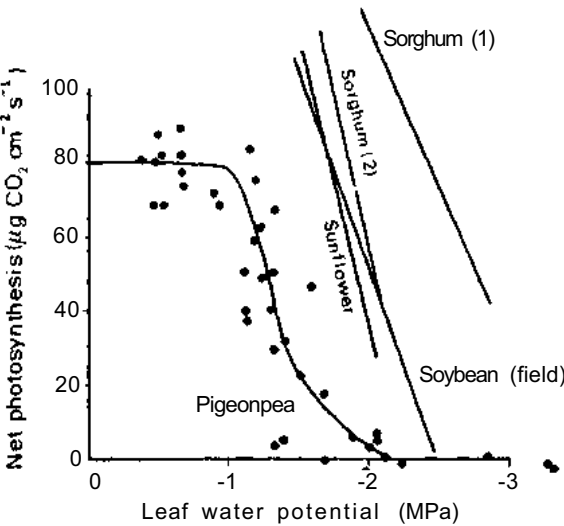 Sorghum (1)
Sorghum (2)
Sunflower
Soybean (field)
Pigeonpea
Net photosynthesis (µg CO₂ cm⁻² s⁻¹)
100
80
60
40
20
0
0 -1 -2 -3
Leaf water potential (MPa)